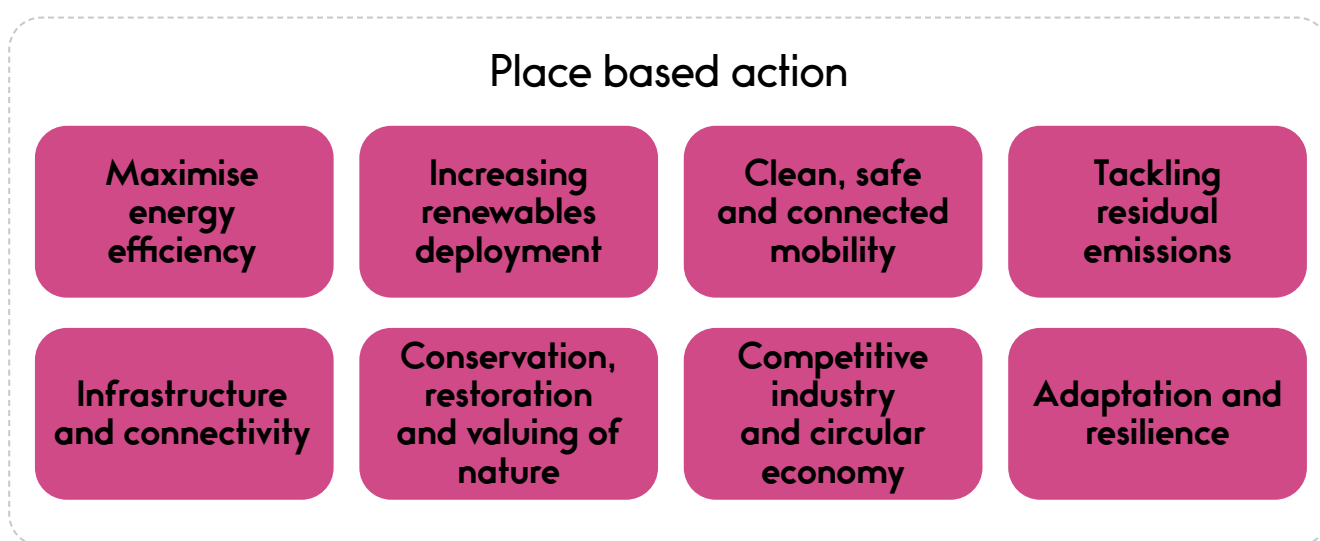 Place based action
Maximise
energy
efficiency
Increasing
renewables
deployment
Clean, safe
and connected
mobility
Tackling
residual
emissions
Infrastructure
and connectivity
Conservation,
restoration
and valuing of
nature
Competitive
industry
and circular
economy
Adaptation and
resilience